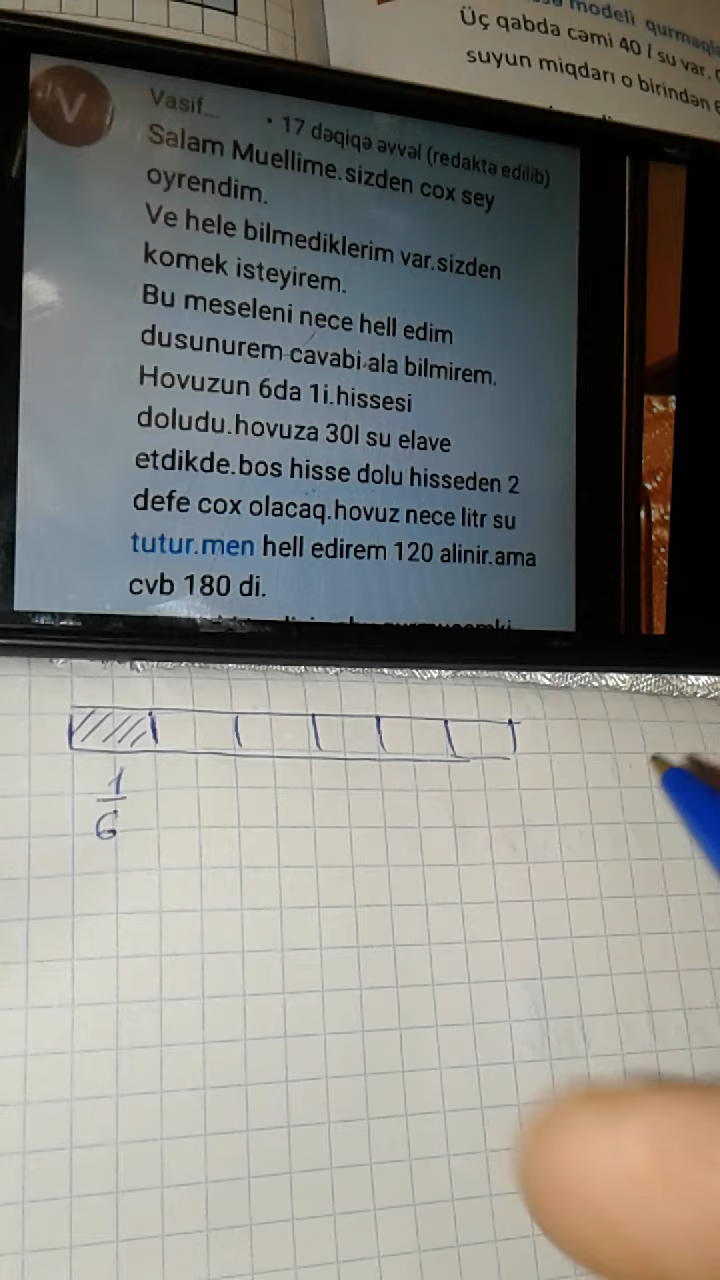 modeli qurmaqla
Üç qabda cəmi 40 l su var.
suyun miqdarı o birindən
V
Vasif... • 17 dəqiqə əvvəl (redaktə edilib)
Salam Muellime.sizden cox sey
oyrendim.
Ve hele bilmediklerim var.sizden
komek isteyirem.
Bu meseleni nece hell edim
dusunurem cavabi ala bilmirem.
Hovuzun 6da 1i.hissesi
doludu.hovuza 30l su elave
etdikde.bos hisse dolu hisseden 2
defe cox olacaq.hovuz nece litr su
tutur.men hell edirem 120 alinir.ama
cvb 180 di.
1
6